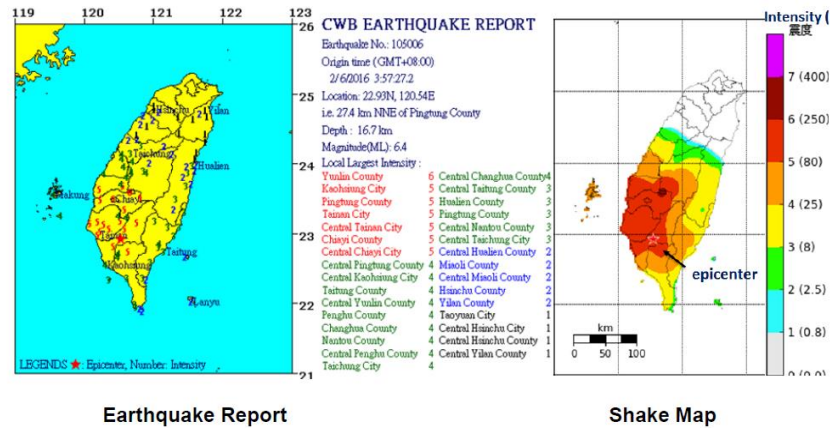 119 120 121 122 123
26
25
24
23
22
21
Hsinchu
Yilan
Taichung
Hualien
Makung
Chiayi
Tainan
Taitung
Kaohsiung
Lanyu
LEGENDS ★: Epicenter, Number: Intensity
Earthquake Report
CWB EARTHQUAKE REPORT
Earthquake No.: 105006
Origin time (GMT+08:00)
2/6/2016 3:57:27.2
Location: 22.93N, 120.54E
i.e. 27.4 km NNE of Pingtung County
Depth : 16.7 km
Magnitude(ML): 6.4
Local Largest Intensity :
Yunlin County 6 Central Changhua County 4
Kaohsiung City 5 Central Taitung County 3
Pingtung County 5 Hualien County 3
Tainan City 5 Pingtung County 3
Central Tainan City 5 Central Nantou County 3
Chiayi County 5 Central Taichung City 3
Central Chiayi City 5 Central Hualien County 2
Central Pingtung County 4 Miaoli County 2
Central Kaohsiung City 4 Central Miaoli County 2
Taitung County 4 Hsinchu County 2
Central Yunlin County 4 Yilan County 2
Penghu County 4 Taoyuan City 1
Changhua County 4 Central Hsinchu City 1
Nantou County 4 Central Hsinchu County 1
Central Penghu County 4 Central Yilan County 1
Taichung City 4
Intensity (
震度
7 (400)
6 (250)
5 (80)
4 (25)
3 (8)
2 (2.5)
1 (0.8)
epicenter
km
0 50 100
Shake Map